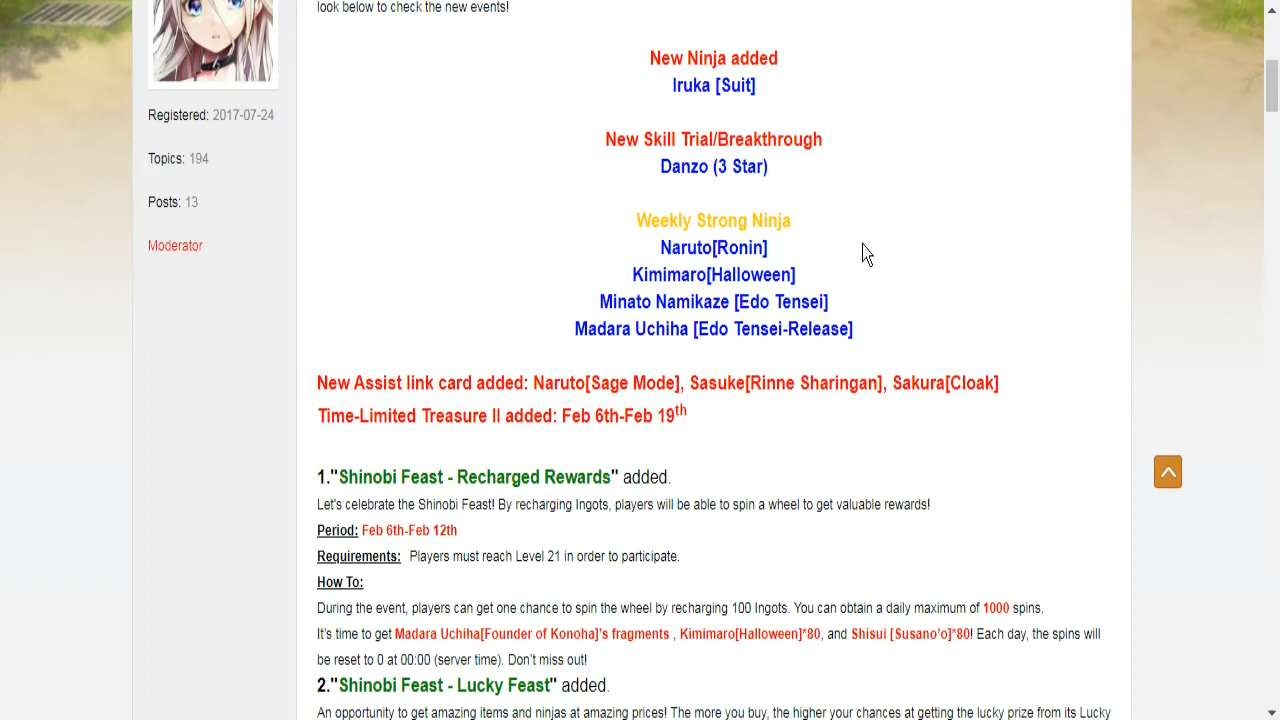 look below to check the new events!
New Ninja added
Iruka [Suit]
Registered: 2017-07-24
New Skill Trial/Breakthrough
Topics: 194
Danzo (3 Star)
Posts: 13
Weekly Strong Ninja
Moderator
Naruto[Ronin]
Kimimaro[Halloween]
Minato Namikaze [Edo Tensei]
Madara Uchiha [Edo Tensei-Release]
New Assist link card added: Naruto[Sage Mode], Sasuke[Rinne Sharingan], Sakura[Cloak]
Time-Limited Treasure II added: Feb 6th-Feb 19th
1."Shinobi Feast - Recharged Rewards" added.
Let's celebrate the Shinobi Feast! By recharging Ingots, players will be able to spin a wheel to get valuable rewards!
Period: Feb 6th-Feb 12th
Requirements: Players must reach Level 21 in order to participate.
How To:
During the event, players can get one chance to spin the wheel by recharging 100 Ingots. You can obtain a daily maximum of 1000 spins.
It's time to get Madara Uchiha[Founder of Konoha]'s fragments , Kimimaro[Halloween]*80, and Shisui [Susano'o]*80! Each day, the spins will
be reset to 0 at 00:00 (server time). Don't miss out!
2."Shinobi Feast - Lucky Feast" added.
An opportunity to get amazing items and ninjas at amazing prices! The more you buy, the higher your chances at getting the lucky prize from its Lucky